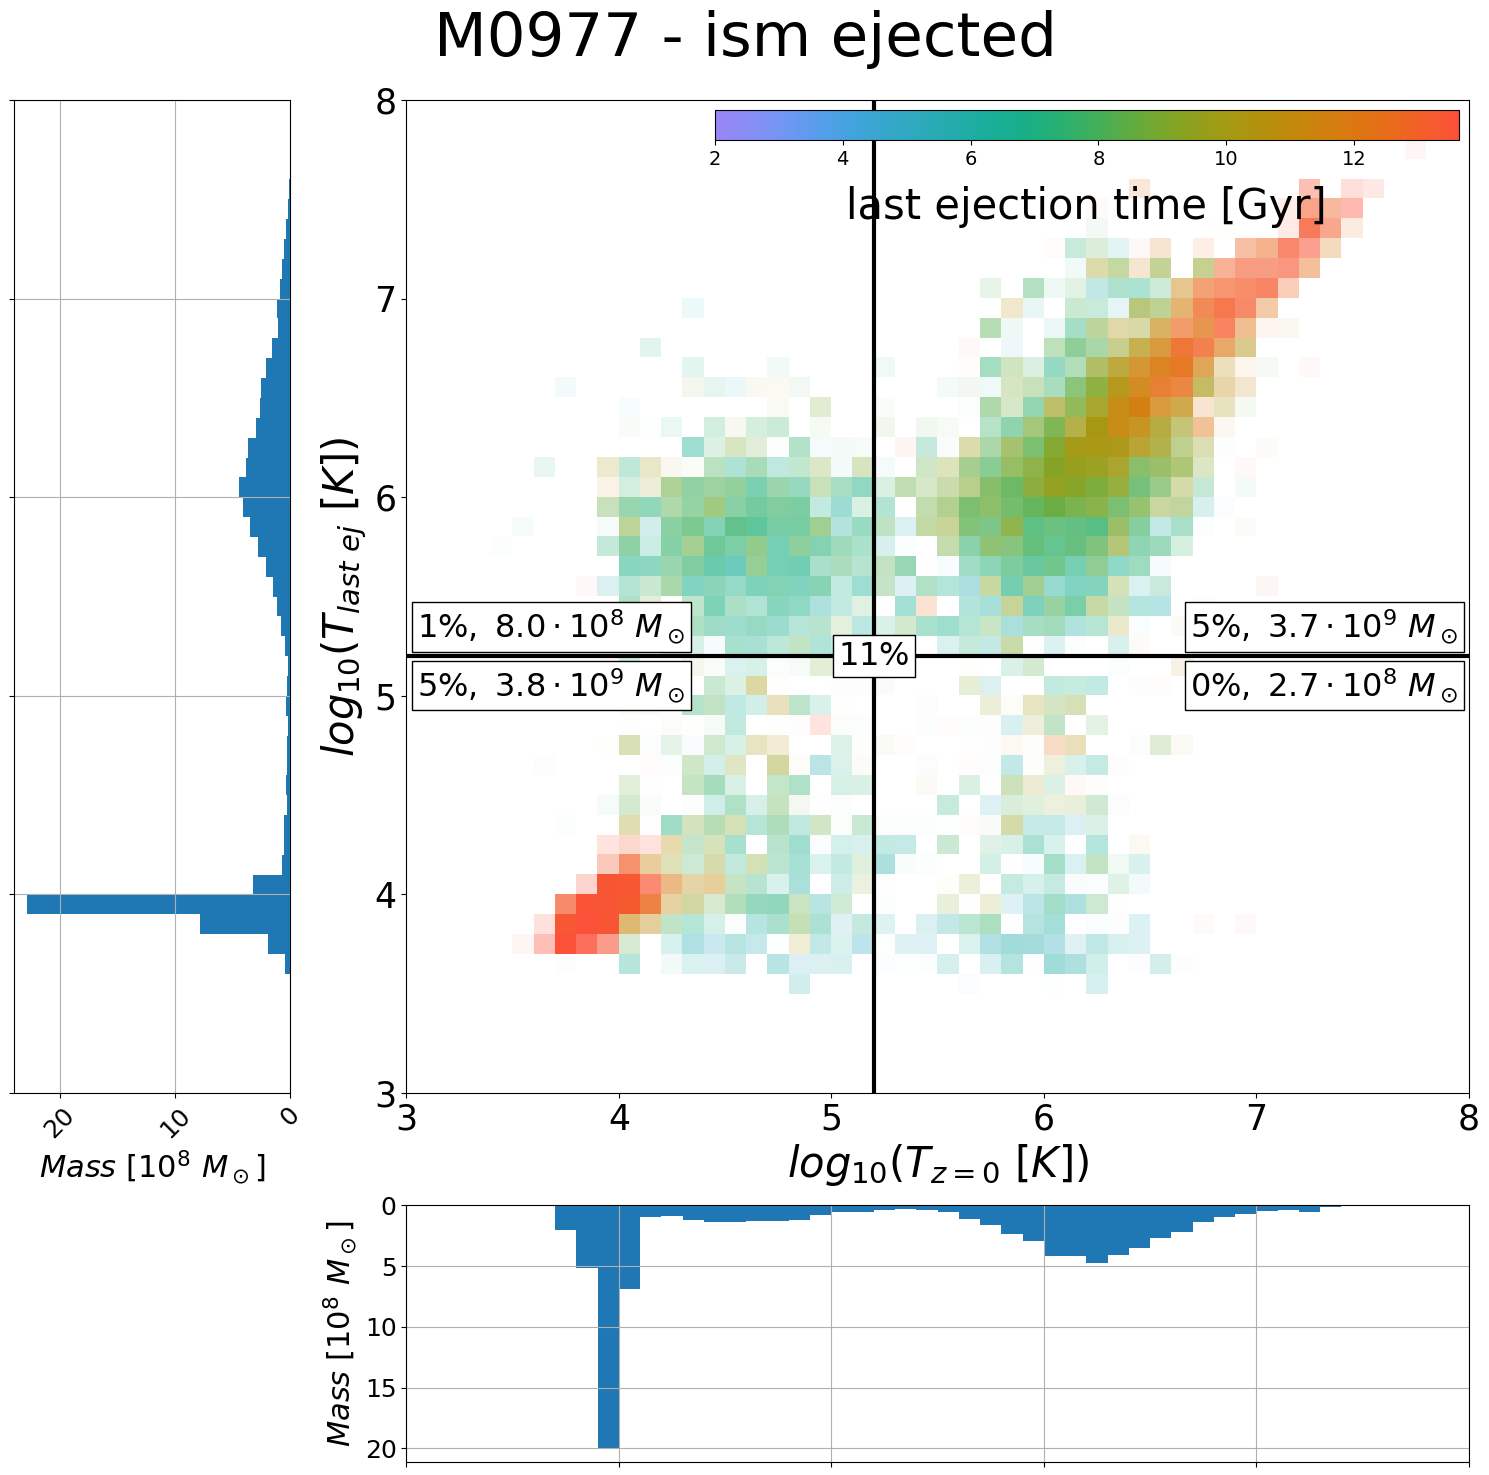 M0977 - ism ejected
8
7
6
5
4
3
2 4 6 8 10 12
last ejection time [Gyr]
log10(Tlast ej [K])
1%, 8.0 · 10^8 M⊙
5%, 3.7 · 10^9 M⊙
11%
5%, 3.8 · 10^9 M⊙
0%, 2.7 · 10^8 M⊙
3 4 5 6 7 8
log10(Tz=0 [K])
20 10 0
Mass [10^8 M⊙]
0
5
10
15
20
Mass [10^8 M⊙]